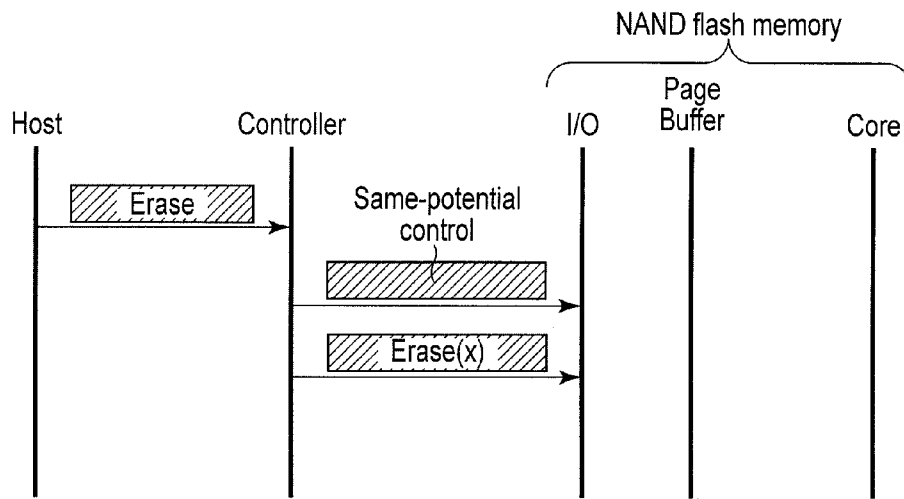 NAND flash memory
Host
Controller
I/O
Page
Buffer
Core
Erase
Same-potential
control
Erase(x)